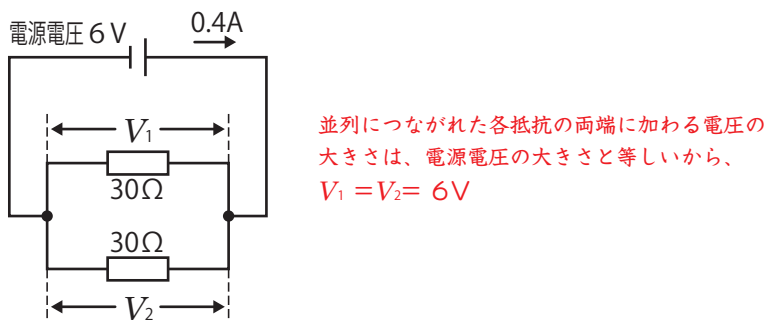 電源電圧6V
0.4A
V1
30Ω
30Ω
V2
並列につながれた各抵抗の両端に加わる電圧の
大きさは、電源電圧の大きさと等しいから、
V1 =V2= 6V